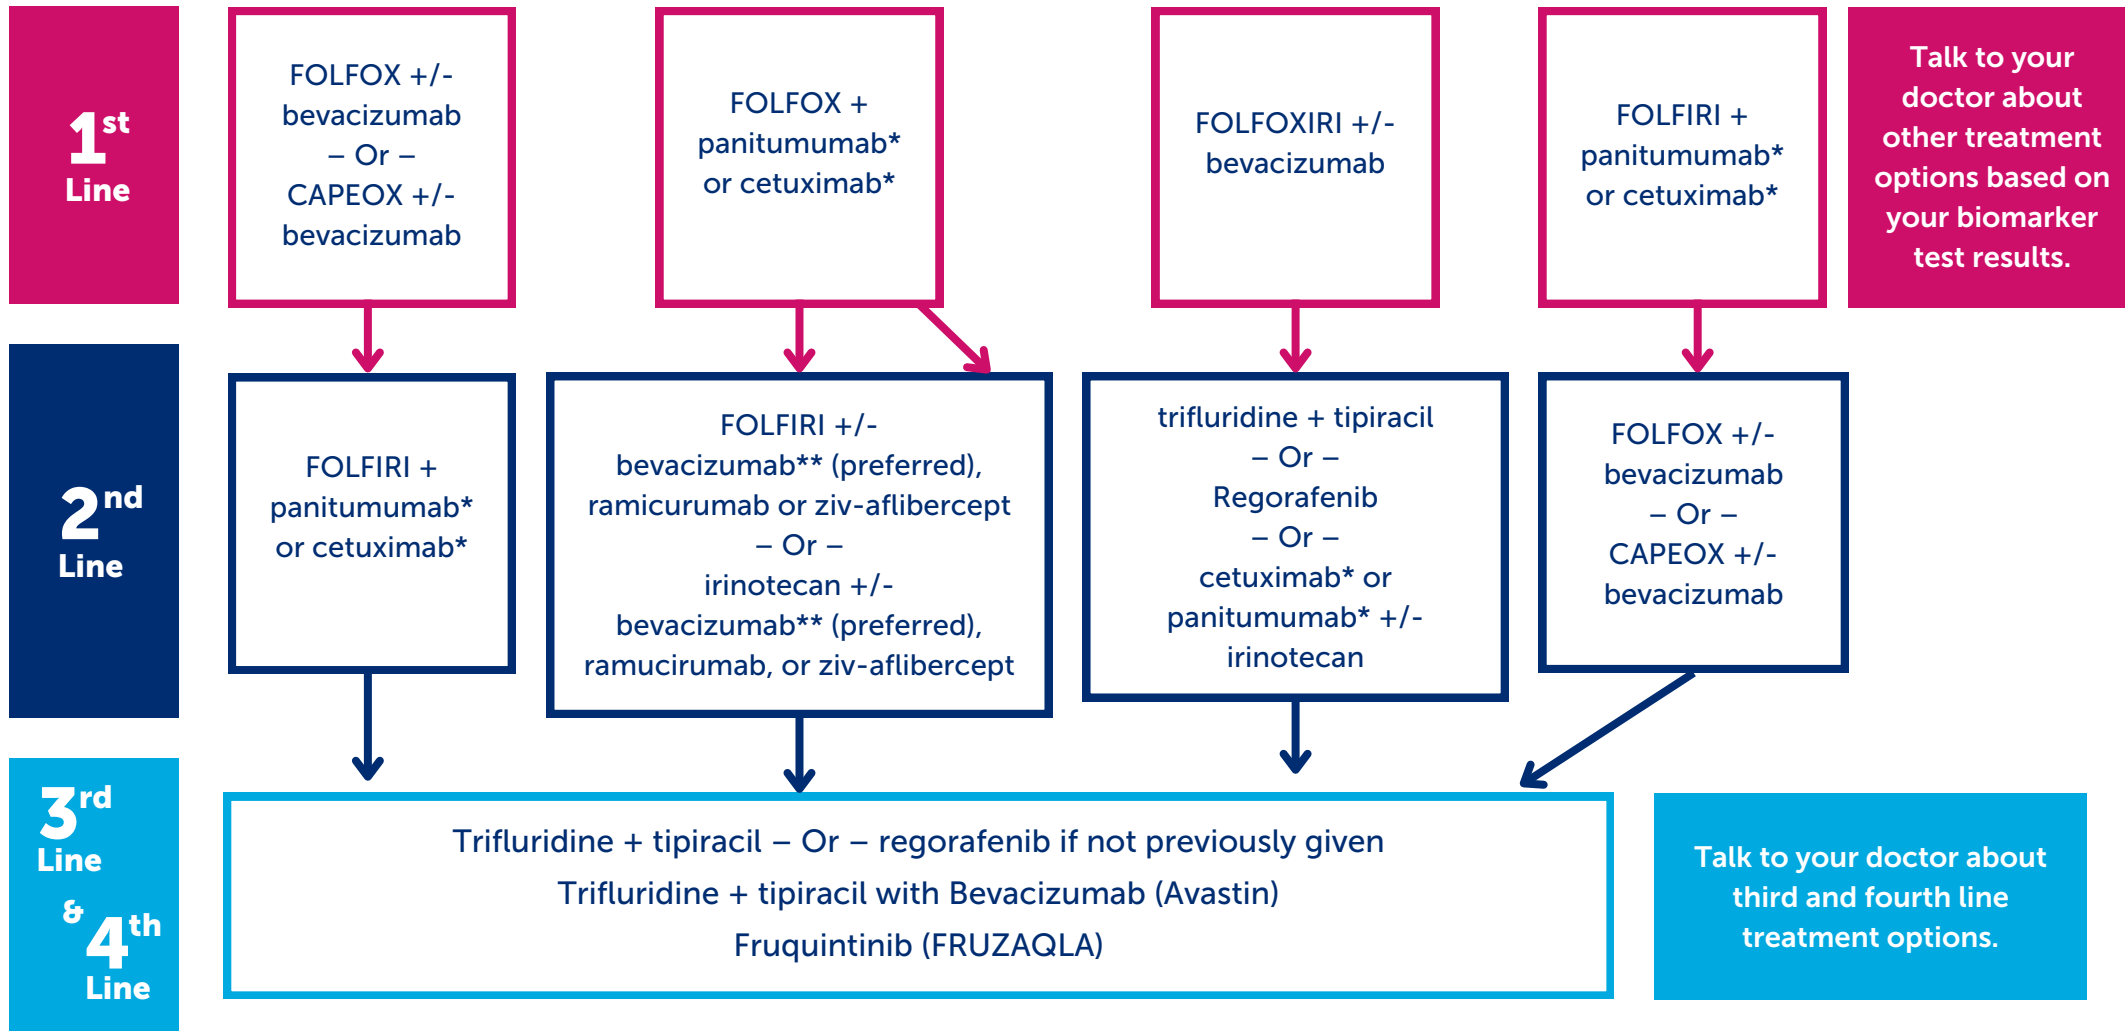 1st
Line
FOLFOX +/-
bevacizumab
– Or –
CAPEOX +/-
bevacizumab
FOLFOX +
panitumumab*
or cetuximab*
FOLFOXIRI +/-
bevacizumab
FOLFIRI +
panitumumab*
or cetuximab*
Talk to your
doctor about
other treatment
options based on
your biomarker
test results.
2nd
Line
FOLFIRI +
panitumumab*
or cetuximab*
FOLFIRI +/-
bevacizumab** (preferred),
ramicurumab or ziv-aflibercept
– Or –
irinotecan +/-
bevacizumab** (preferred),
ramucirumab, or ziv-aflibercept
trifluridine + tipiracil
– Or –
Regorafenib
– Or –
cetuximab* or
panitumumab* +/-
irinotecan
FOLFOX +/-
bevacizumab
– Or –
CAPEOX +/-
bevacizumab
3rd
Line
& 4th
Line
Trifluridine + tipiracil – Or – regorafenib if not previously given
Trifluridine + tipiracil with Bevacizumab (Avastin)
Fruquintinib (FRUZAQLA)
Talk to your doctor about
third and fourth line
treatment options.